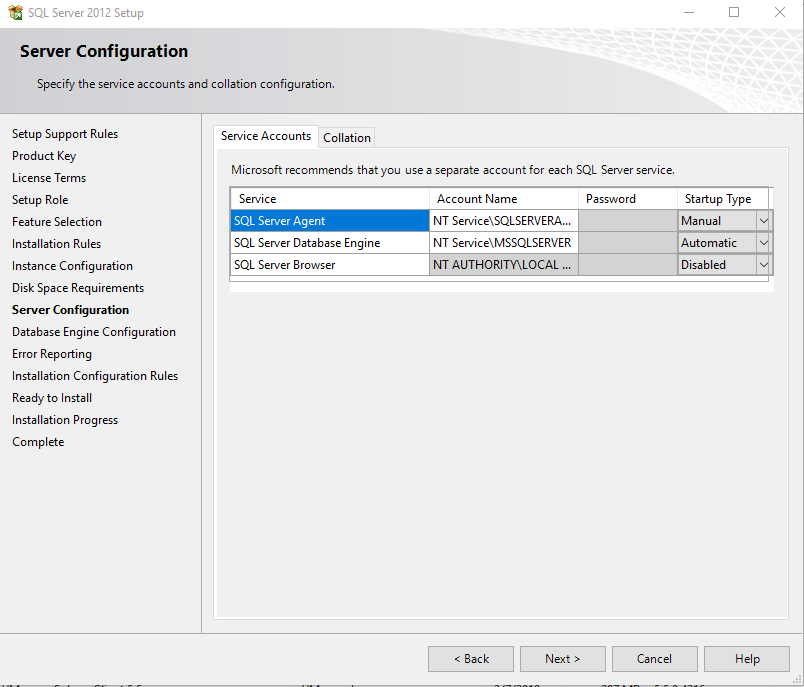 SQL Server 2012 Setup
Server Configuration
Specify the service accounts and collation configuration.
Setup Support Rules
Product Key
License Terms
Setup Role
Feature Selection
Installation Rules
Instance Configuration
Disk Space Requirements
Server Configuration
Database Engine Configuration
Error Reporting
Installation Configuration Rules
Ready to Install
Installation Progress
Complete
Service Accounts Collation
Microsoft recommends that you use a separate account for each SQL Server service.
Service Account Name Password Startup Type
SQL Server Agent NT Service\SQLSERVERA... Manual
SQL Server Database Engine NT Service\MSSQLSERVER Automatic
SQL Server Browser NT AUTHORITY\LOCAL ... Disabled
< Back Next > Cancel Help